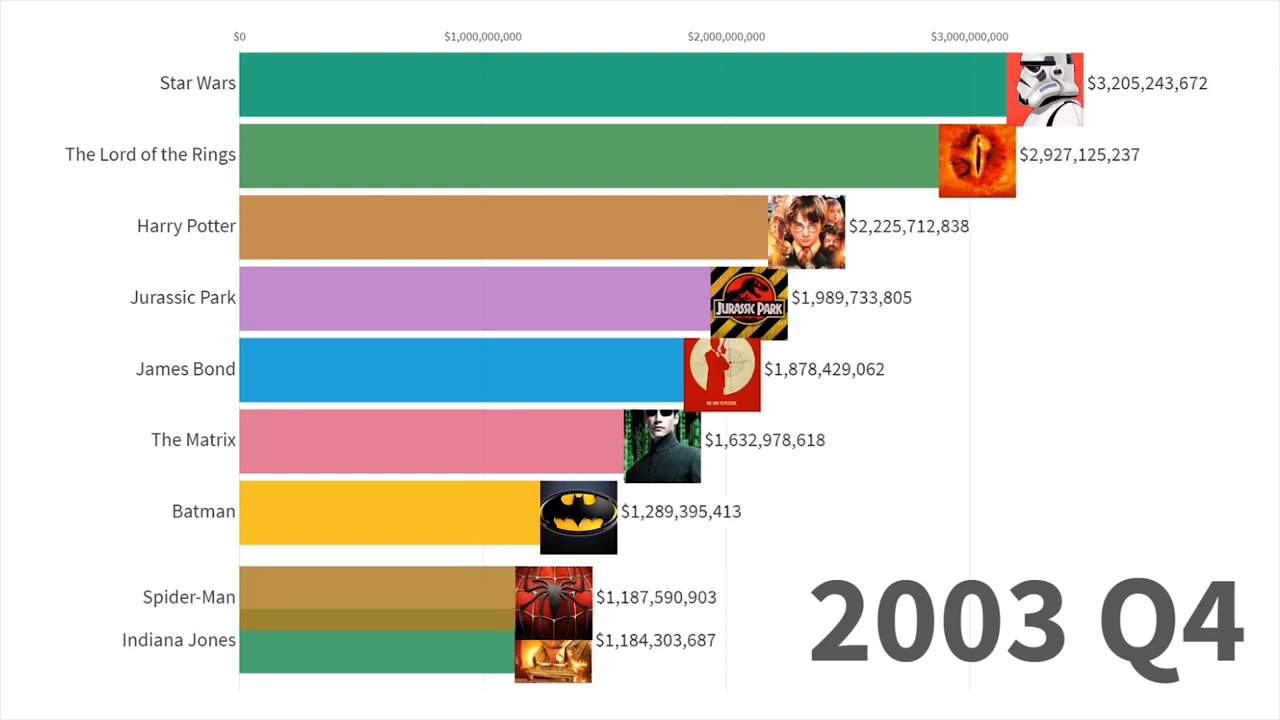 $0 $1,000,000,000 $2,000,000,000 $3,000,000,000
Star Wars $3,205,243,672
The Lord of the Rings $2,927,125,237
Harry Potter $2,225,712,838
Jurassic Park JURASSIC PARK $1,989,733,805
James Bond $1,878,429,062
The Matrix $1,632,978,618
Batman $1,289,395,413
Spider-Man $1,187,590,903
Indiana Jones $1,184,303,687
2003 Q4